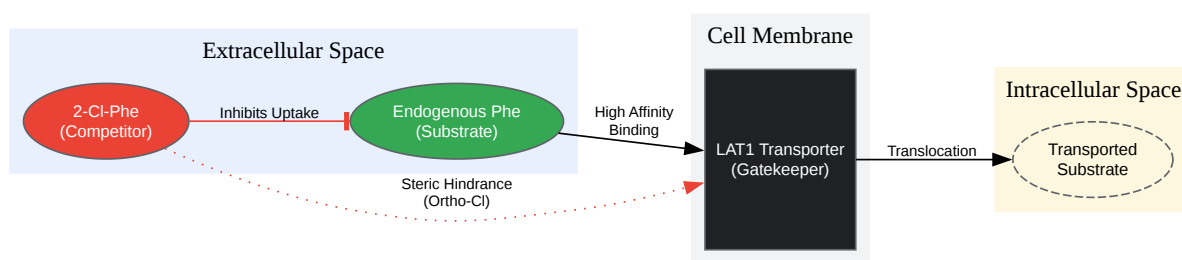 Extracellular Space
2-Cl-Phe
(Competitor)
Inhibits Uptake
Endogenous Phe
(Substrate)
High Affinity
Binding
Steric Hindrance
(Ortho-Cl)
Cell Membrane
LAT1 Transporter
(Gatekeeper)
Translocation
Intracellular Space
Transported
Substrate